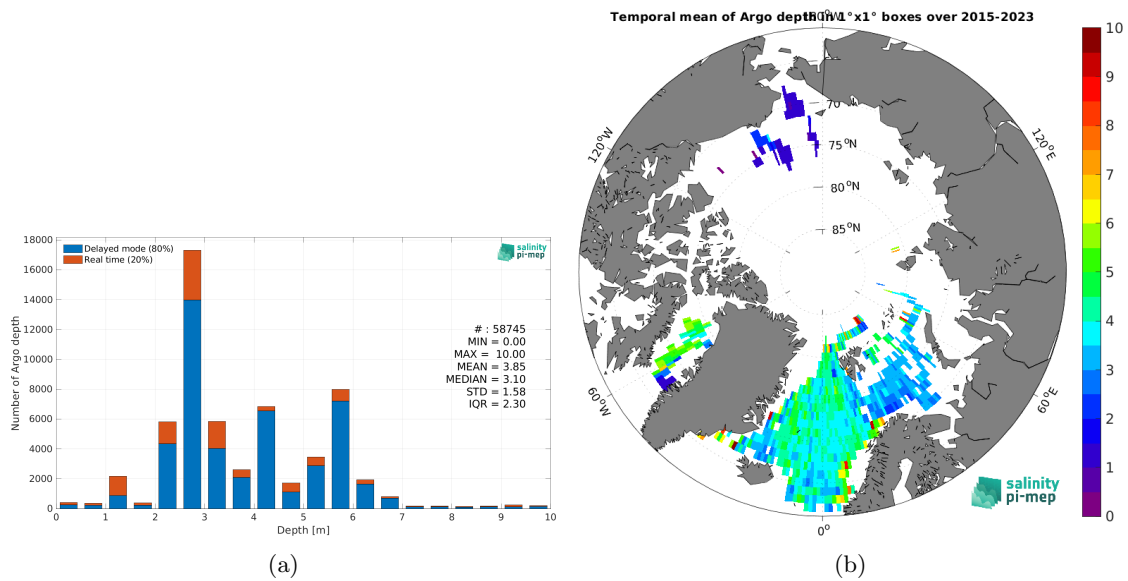 18000
16000
14000
12000
10000
8000
6000
4000
2000
0
Number of Argo depth
Delayed mode (80%)
Real time (20%)
salinity
pi-mep
# : 58745
MIN = 0.00
MAX = 10.00
MEAN = 3.85
MEDIAN = 3.10
STD = 1.58
IQR = 2.30
0 1 2 3 4 5 6 7 8 9 10
Depth [m]
(a)
Temporal mean of Argo depth in 1°x1° boxes over 2015-2023
120°W
120°E
70
75°N
80°N
85°N
60°W
60°E
0°
salinity
pi-mep
10
9
8
7
6
5
4
3
2
1
0
(b)